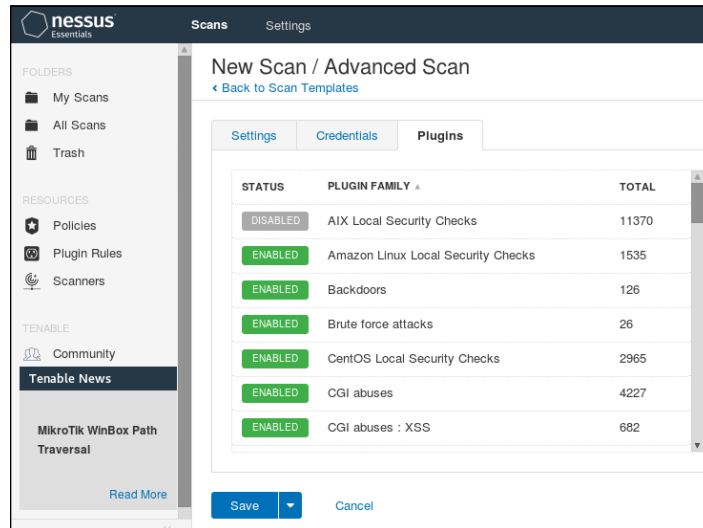 nessus
Essentials
Scans
Settings
FOLDERS
My Scans
All Scans
Trash
RESOURCES
Policies
Plugin Rules
Scanners
TENABLE
Community
Tenable News
MikroTik WinBox Path
Traversal
Read More
New Scan / Advanced Scan
Back to Scan Templates
Settings Credentials Plugins
STATUS PLUGIN FAMILY TOTAL
DISABLED AIX Local Security Checks 11370
ENABLED Amazon Linux Local Security Checks 1535
ENABLED Backdoors 126
ENABLED Brute force attacks 26
ENABLED CentOS Local Security Checks 2965
ENABLED CGI abuses 4227
ENABLED CGI abuses : XSS 682
Save Cancel